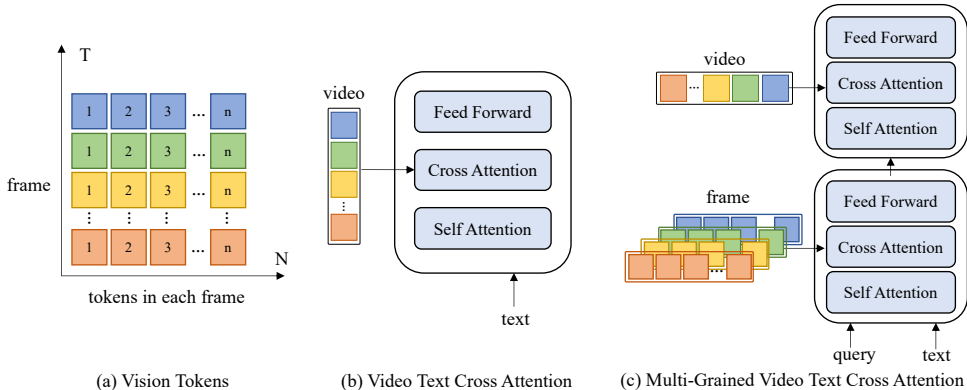 T
frame
1 2 3 ... n
1 2 3 ... n
1 2 3 ... n
1 2 3 ... n
N
tokens in each frame
(a) Vision Tokens
video
Feed Forward
Cross Attention
Self Attention
text
(b) Video Text Cross Attention
video
Feed Forward
Cross Attention
Self Attention
frame
Feed Forward
Cross Attention
Self Attention
query text
(c) Multi-Grained Video Text Cross Attention